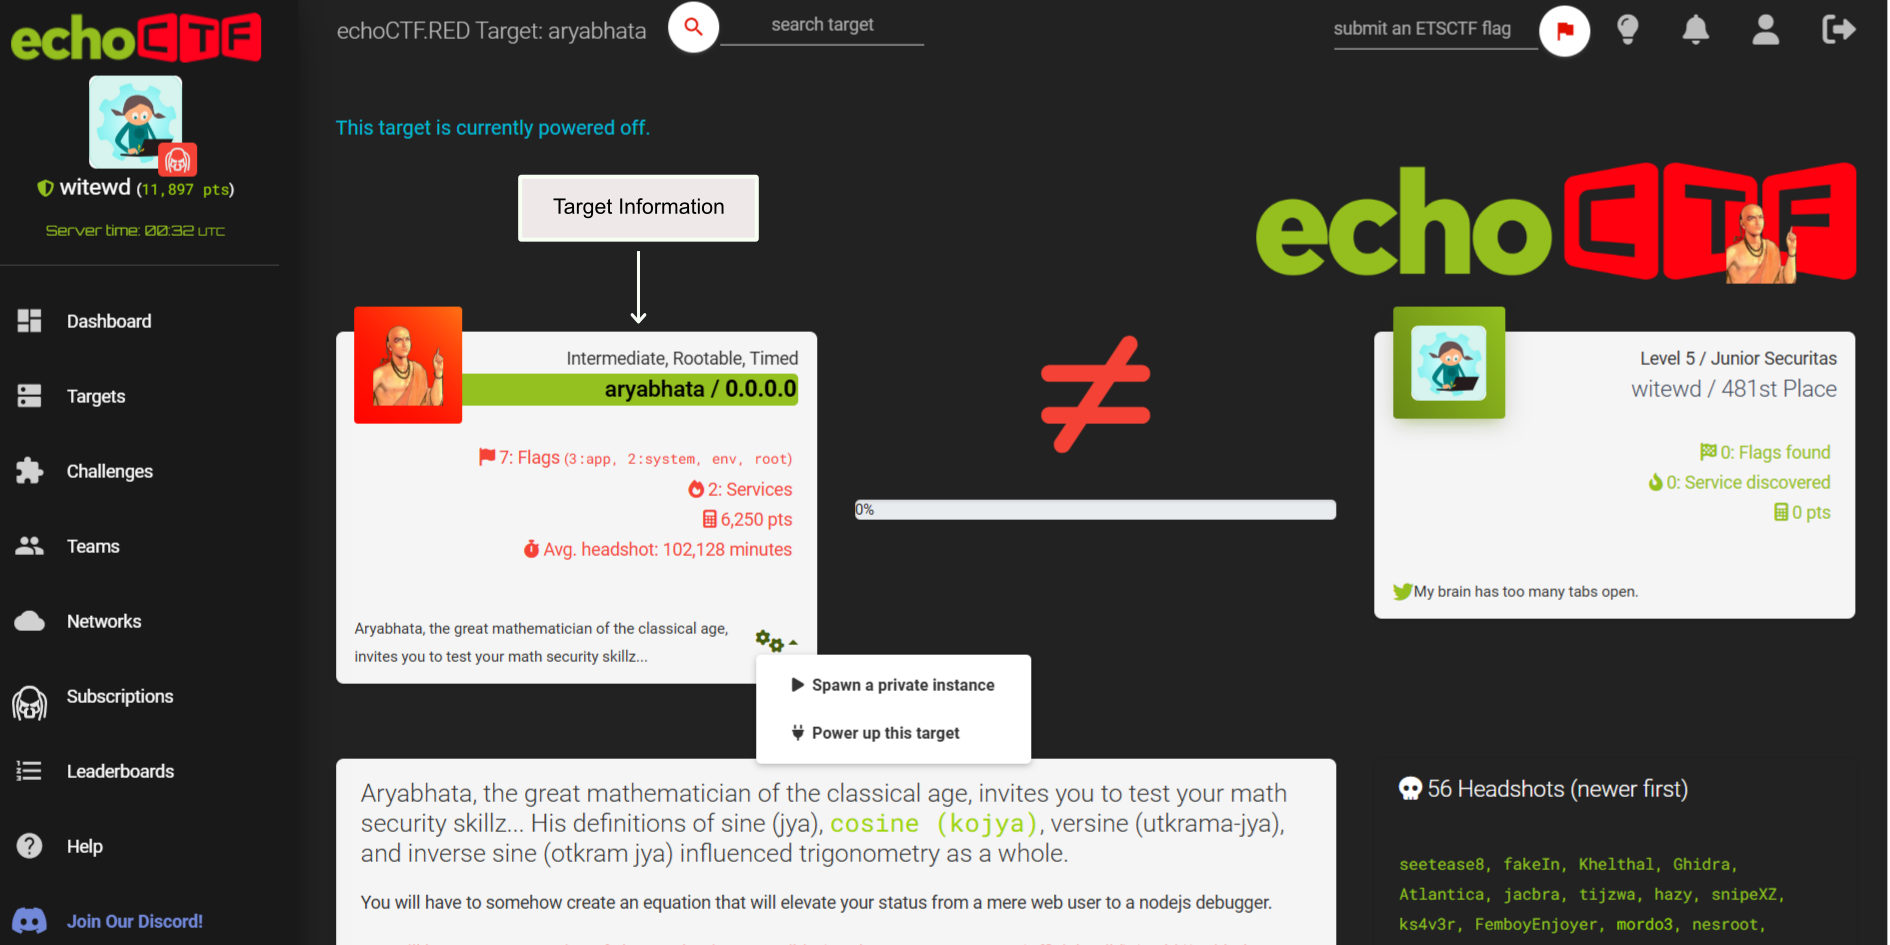 echoCTF
echoCTF.RED Target: aryabhata
search target
submit an ETSCTF flag
witewd (11,897 pts)
Server time: 00:32 UTC
Dashboard
Targets
Challenges
Teams
Networks
Subscriptions
Leaderboards
Help
Join Our Discord!
This target is currently powered off.
Target Information
echoCTF
Intermediate, Rootable, Timed
aryabhata / 0.0.0.0
7: Flags (3:app, 2:system, env, root)
2: Services
6,250 pts
Avg. headshot: 102,128 minutes
Aryabhata, the great mathematician of the classical age,
invites you to test your math security skillz...
Spawn a private instance
Power up this target
0%
Level 5 / Junior Securitas
witewd / 481st Place
0: Flags found
0: Service discovered
0 pts
My brain has too many tabs open.
Aryabhata, the great mathematician of the classical age, invites you to test your math
security skillz... His definitions of sine (jya), cosine (kojya), versine (utkrama-jya),
and inverse sine (otkram jya) influenced trigonometry as a whole.
You will have to somehow create an equation that will elevate your status from a mere web user to a nodejs debugger.
56 Headshots (newer first)
seetease8, fakeIn, Khelthal, Ghidra,
Atlantica, jacbra, tijzwa, hazy, snipeXZ,
ks4v3r, FemboyEnjoyer, mordo3, nesroot,